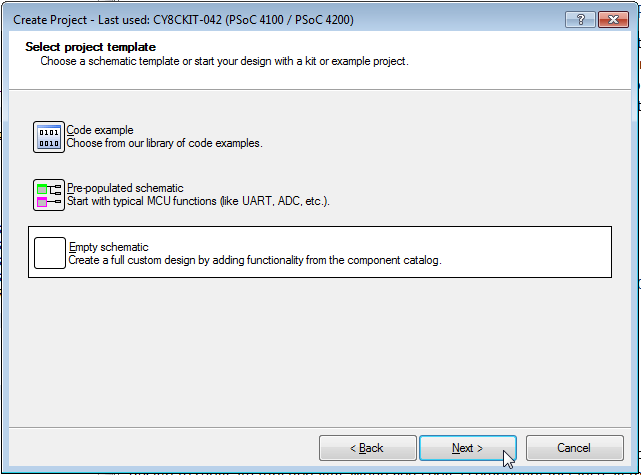 Create Project - Last used: CY8CKIT-042 (PSoC 4100 / PSoC 4200)
?
Select project template
Choose a schematic template or start your design with a kit or example project.
0101
0010
Code example
Choose from our library of code examples.
Pre-populated schematic
Start with typical MCU functions (like UART, ADC, etc.).
Empty schematic
Create a full custom design by adding functionality from the component catalog.
< Back
Next >
Cancel